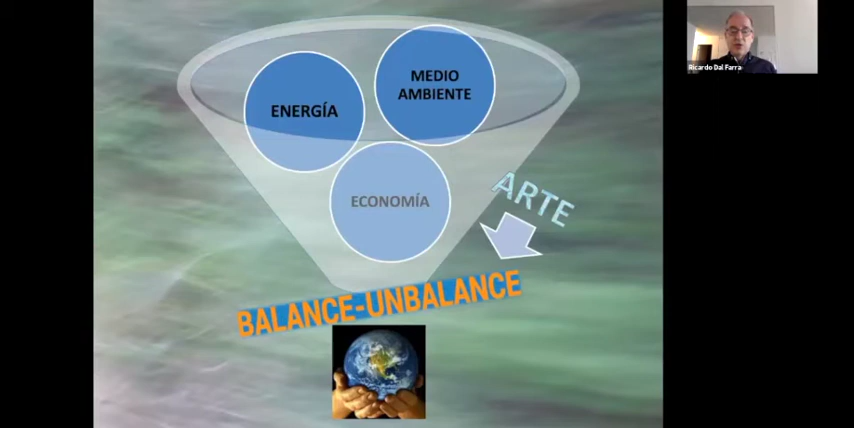 ENERGÍA
MEDIO
AMBIENTE
ECONOMÍA
ARTE
BALANCE-UNBALANCE
Ricardo Dal Farra